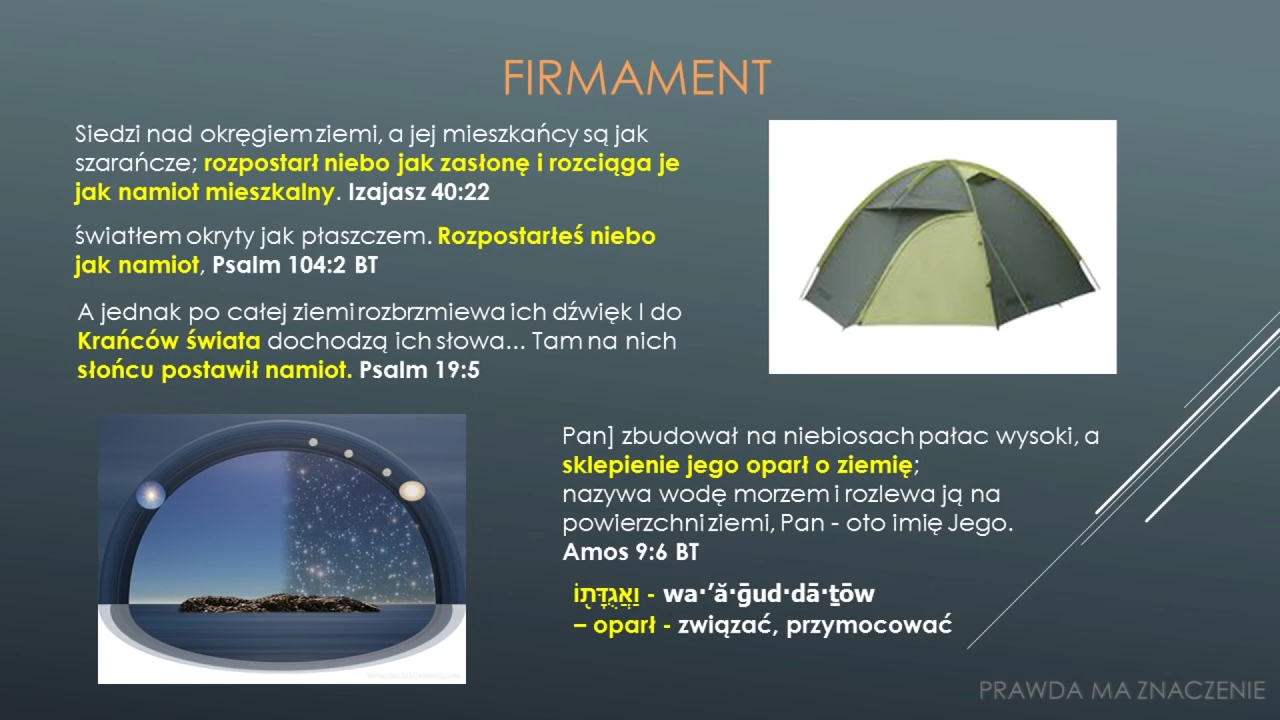 FIRMAMENT
Siedzi nad okręgiem ziemi, a jej mieszkańcy są jak
szarańcze; rozpostarł niebo jak zasłonę i rozciąga je
jak namiot mieszkalny. Izajasz 40:22
światłem okryty jak płaszczem. Rozpostarłeś niebo
jak namiot, Psalm 104:2 BT
A jednak po całej ziemi rozbrzmiewa ich dźwięk I do
Krańców świata dochodzą ich słowa... Tam na nich
słońcu postawił namiot. Psalm 19:5
Pan] zbudował na niebiosach pałac wysoki, a
sklepienie jego oparł o ziemię;
nazywa wodę morzem i rozlewa ją na
powierzchni ziemi, Pan - oto imię Jego.
Amos 9:6 BT
וַאֲגֻדָּת֖וֹ - wa·’ă·ḡud·dā·ṯōw
– oparł - związać, przymocować
PRAWDA MA ZNACZENIE